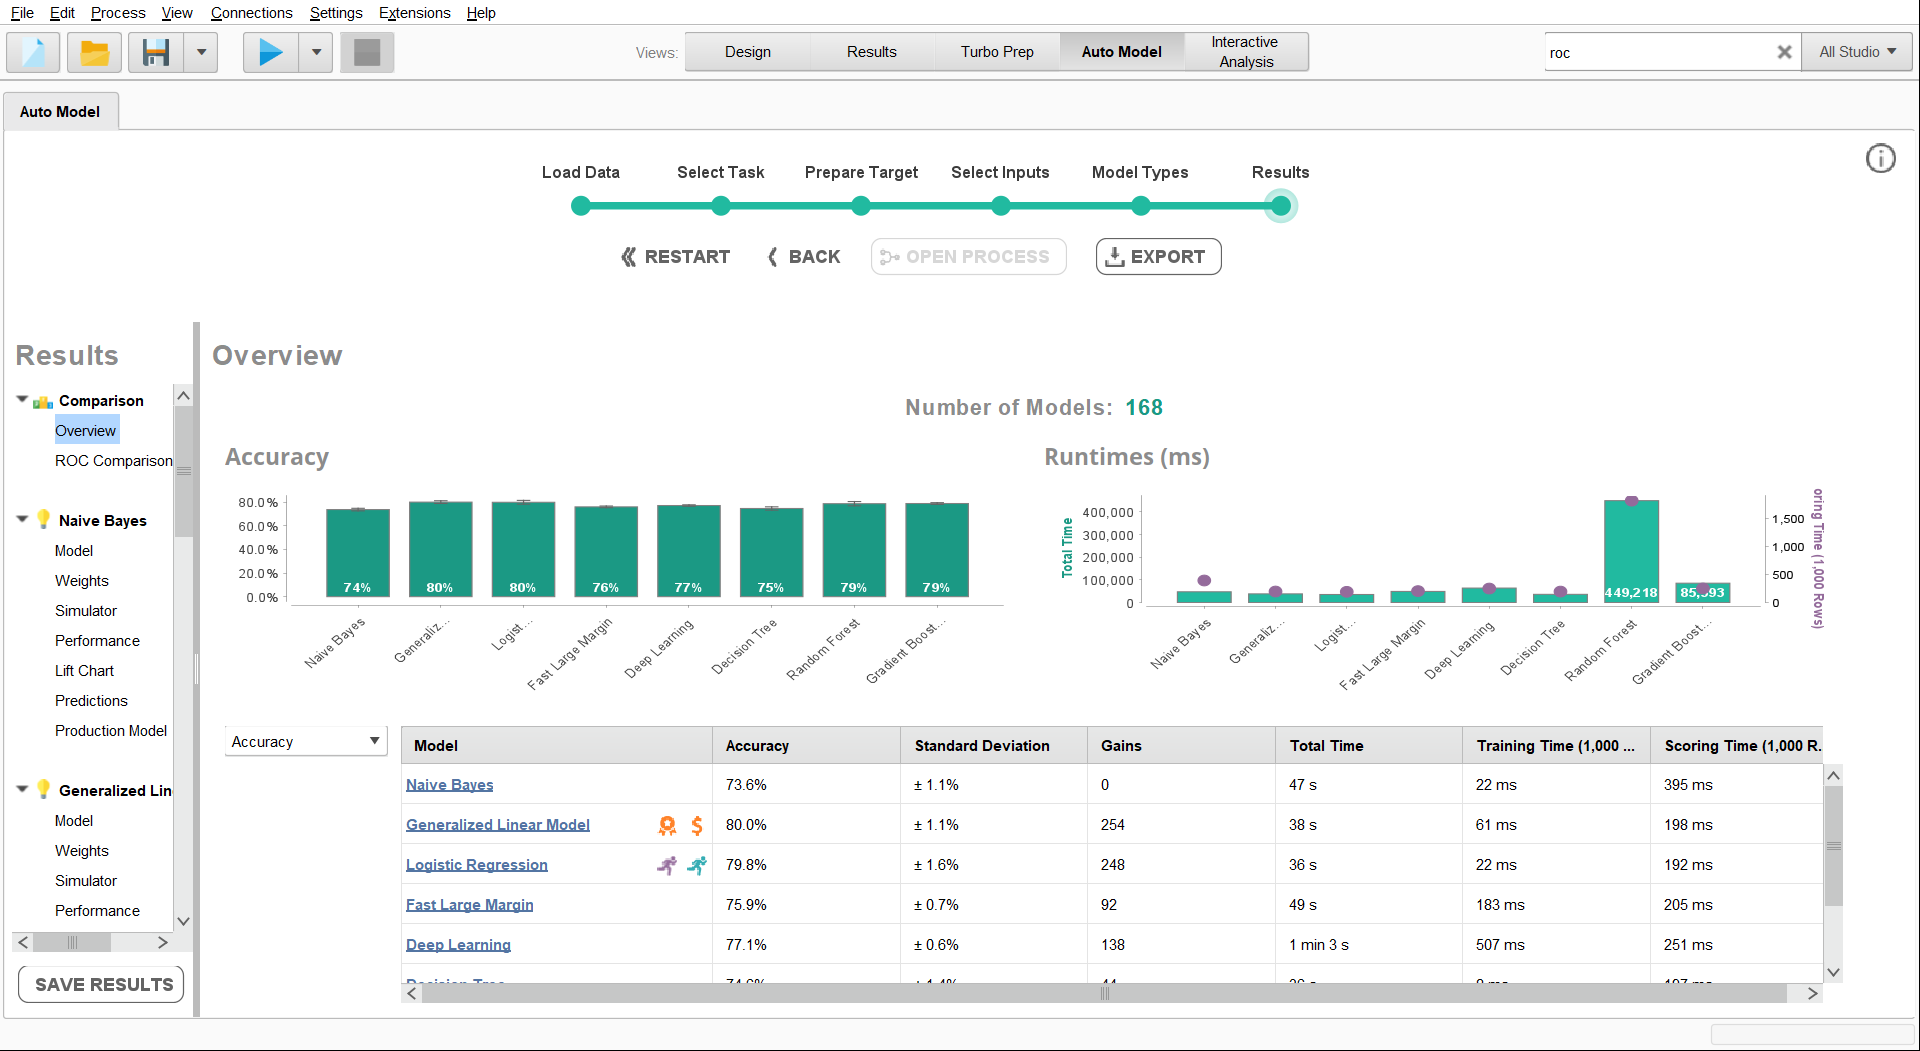 File Edit Process View Connections Settings Extensions Help
Views: Design Results Turbo Prep Auto Model Interactive Analysis
roc All Studio
Auto Model
Load Data Select Task Prepare Target Select Inputs Model Types Results
RESTART BACK OPEN PROCESS EXPORT
Results
Comparison
Overview
ROC Comparison
Naive Bayes
Model
Weights
Simulator
Performance
Lift Chart
Predictions
Production Model
Generalized Lin
Model
Weights
Simulator
Performance
SAVE RESULTS
Overview
Number of Models: 168
Accuracy
80.0%
60.0%
40.0%
20.0%
0.0%
74% 80% 80% 76% 77% 75% 79% 79%
Naive Bayes Generaliz... Logist... Fast Large Margin Deep Learning Decision Tree Random Forest Gradient Boost...
Runtimes (ms)
Total Time
400,000
300,000
200,000
100,000
0
449,218
1,500
1,000
500
0
oring Time (1,000 Rows)
Naive Bayes Generaliz... Logist... Fast Large Margin Deep Learning Decision Tree Random Forest Gradient Boost...
Accuracy
Model Accuracy Standard Deviation Gains Total Time Training Time (1,000 ... Scoring Time (1,000 R.
Naive Bayes 73.6% ± 1.1% 0 47 s 22 ms 395 ms
Generalized Linear Model 80.0% ± 1.1% 254 38 s 61 ms 198 ms
Logistic Regression 79.8% ± 1.6% 248 36 s 22 ms 192 ms
Fast Large Margin 75.9% ± 0.7% 92 49 s 183 ms 205 ms
Deep Learning 77.1% ± 0.6% 138 1 min 3 s 507 ms 251 ms
Decision Tree